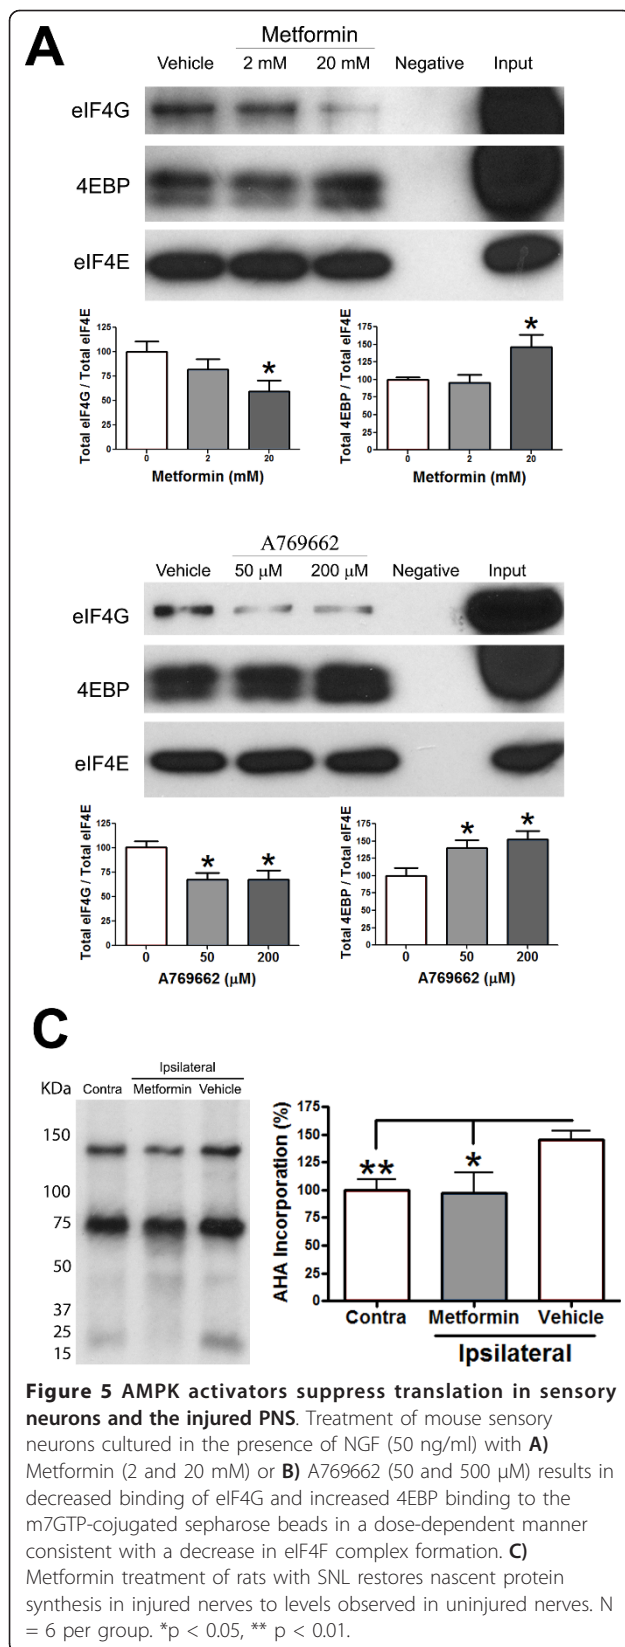 A
Metformin
Vehicle 2 mM 20 mM Negative Input
eIF4G
4EBP
eIF4E
Total eIF4G / Total eIF4E
125
100
75
50
25
0
0 2 20
*
Metformin (mM)
Total 4EBP / Total eIF4E
175
150
125
100
75
50
25
0
0 2 20
*
Metformin (mM)
A769662
Vehicle 50 μM 200 μM Negative Input
eIF4G
4EBP
eIF4E
Total eIF4G / Total eIF4E
125
100
75
50
25
0
0 50 200
* *
A769662 (μM)
Total 4EBP / Total eIF4E
175
150
125
100
75
50
25
0
0 50 200
* *
A769662 (μM)
C
Ipsilateral
KDa Contra Metformin Vehicle
150
100
75
50
37
25
15
AHA Incorporation (%)
175
150
125
100
75
50
25
0
** *
Contra Metformin Vehicle
Ipsilateral
Figure 5 AMPK activators suppress translation in sensory
neurons and the injured PNS. Treatment of mouse sensory
neurons cultured in the presence of NGF (50 ng/ml) with A)
Metformin (2 and 20 mM) or B) A769662 (50 and 500 μM) results in
decreased binding of eIF4G and increased 4EBP binding to the
m7GTP-cojugated sepharose beads in a dose-dependent manner
consistent with a decrease in eIF4F complex formation. C)
Metformin treatment of rats with SNL restores nascent protein
synthesis in injured nerves to levels observed in uninjured nerves. N
= 6 per group. *p < 0.05, ** p < 0.01.